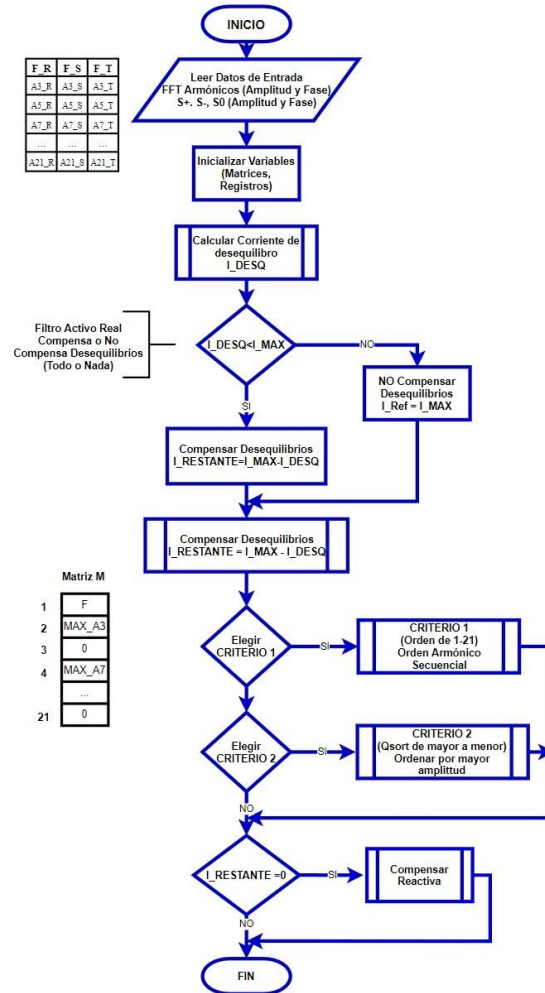 INICIO
Leer Datos de Entrada
FFT Armónicos (Amplitud y Fase)
S+. S-, S0 (Amplitud y Fase)
F_R F_S F_T
A3_R A3_S A3_T
A5_R A5_S A5_T
A7_R A7_S A7_T
... ... ...
A21_R A21_S A21_T
Inicializar Variables
(Matrices,
Registros)
Calcular Corriente de
desequilibro
I_DESQ
Filtro Activo Real
Compensa o No
Compensa Desequilibrios
(Todo o Nada)
I_DESQ<I_MAX
NO
SI
NO Compensar
Desequilibrios
I_Ref = I_MAX
Compensar Desequilibrios
I_RESTANTE=I_MAX-I_DESQ
Compensar Desequilibrios
I_RESTANTE = I_MAX - I_DESQ
Matriz M
1 F
2 MAX_A3
3 0
4 MAX_A7
...
21 0
Elegir
CRITERIO 1
SI
CRITERIO 1
(Orden de 1-21)
Orden Armónico
Secuencial
Elegir
CRITERIO 2
SI
CRITERIO 2
(Qsort de mayor a menor)
Ordenar por mayor
amplittud
NO
I_RESTANTE =0
SI
Compensar
Reactiva
NO
FIN